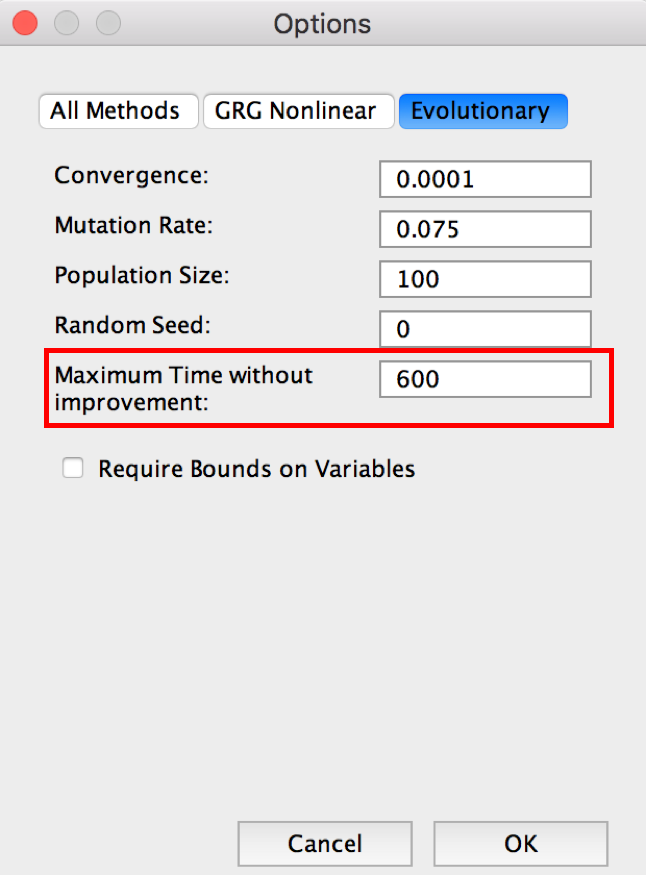 Options
All Methods
GRG Nonlinear
Evolutionary
Convergence:
0.0001
Mutation Rate:
0.075
Population Size:
100
Random Seed:
0
Maximum Time without
improvement:
600
Require Bounds on Variables
Cancel
OK